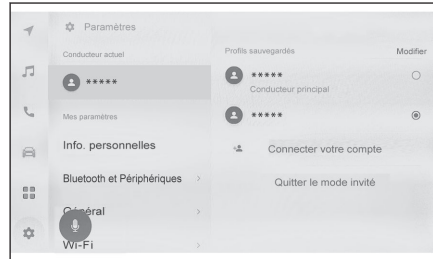 Paramètres
Conducteur actuel
*****
Mes paramètres
Info. personnelles
Bluetooth et Périphériques
Général
Wi-Fi
Profils sauvegardés
Modifier
*****
Conducteur principal
*****
Connecter votre compte
Quitter le mode invité